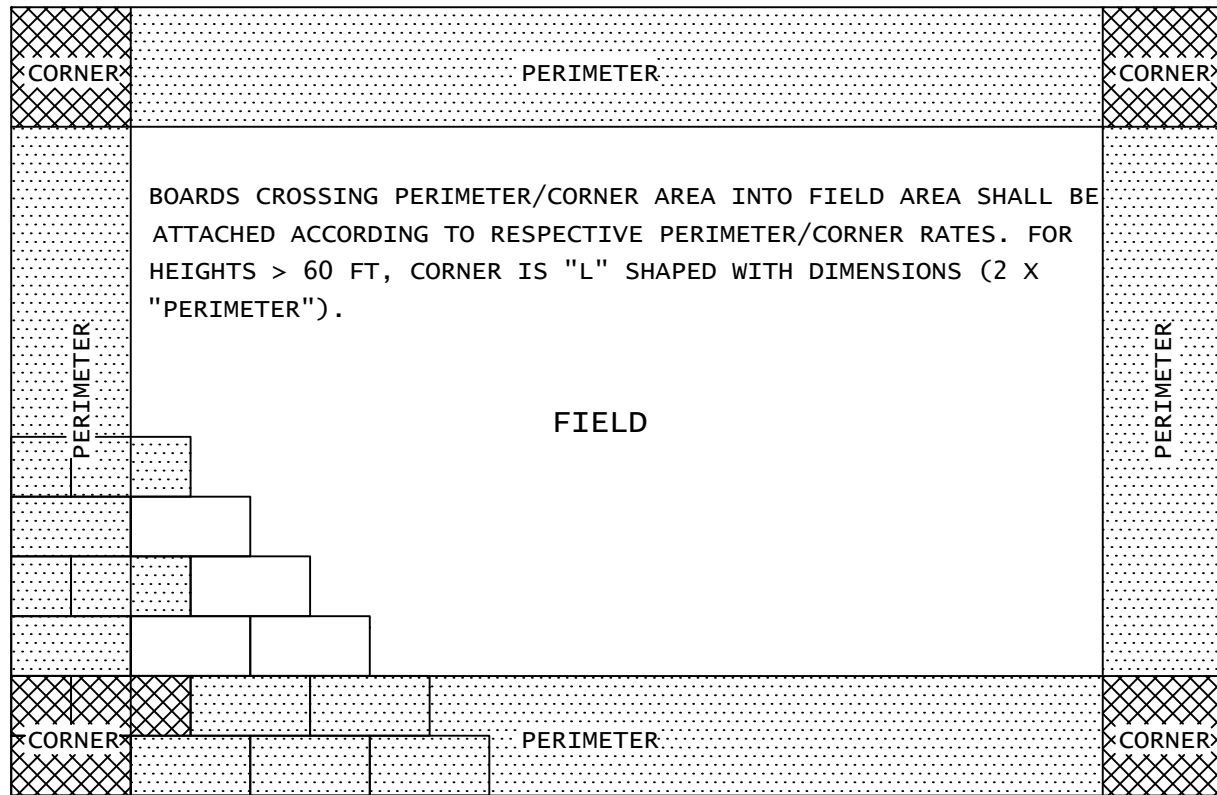 CORNER PERIMETER CORNER
BOARDS CROSSING PERIMETER/CORNER AREA INTO FIELD AREA SHALL BE
ATTACHED ACCORDING TO RESPECTIVE PERIMETER/CORNER RATES. FOR
HEIGHTS > 60 FT, CORNER IS "L" SHAPED WITH DIMENSIONS (2 X
"PERIMETER").
PERIMETER
PERIMETER
FIELD
CORNER PERIMETER CORNER